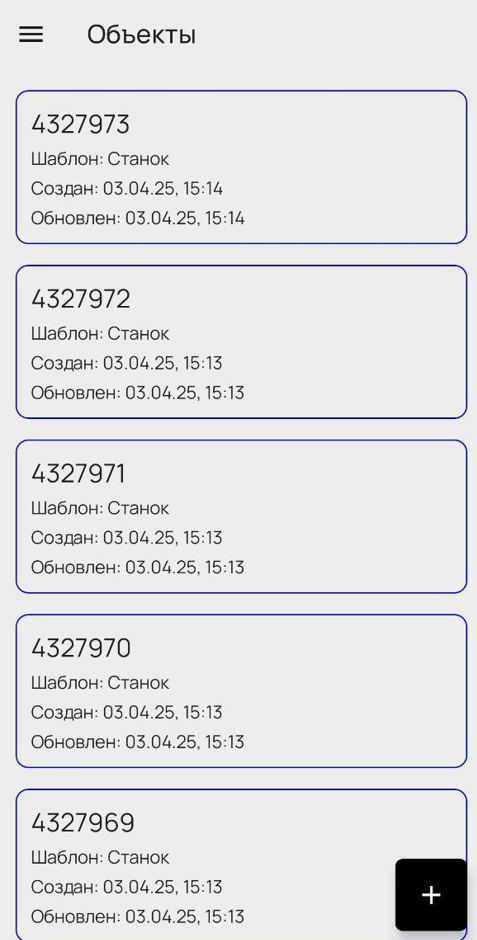 Объекты
4327973
Шаблон: Станок
Создан: 03.04.25, 15:14
Обновлен: 03.04.25, 15:14
4327972
Шаблон: Станок
Создан: 03.04.25, 15:13
Обновлен: 03.04.25, 15:13
4327971
Шаблон: Станок
Создан: 03.04.25, 15:13
Обновлен: 03.04.25, 15:13
4327970
Шаблон: Станок
Создан: 03.04.25, 15:13
Обновлен: 03.04.25, 15:13
4327969
Шаблон: Станок
Создан: 03.04.25, 15:13
Обновлен: 03.04.25, 15:13